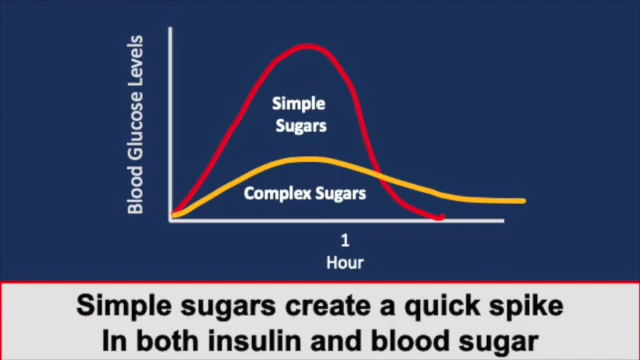 Blood Glucose Levels
Simple
Sugars
Complex Sugars
1
Hour
Simple sugars create a quick spike
In both insulin and blood sugar